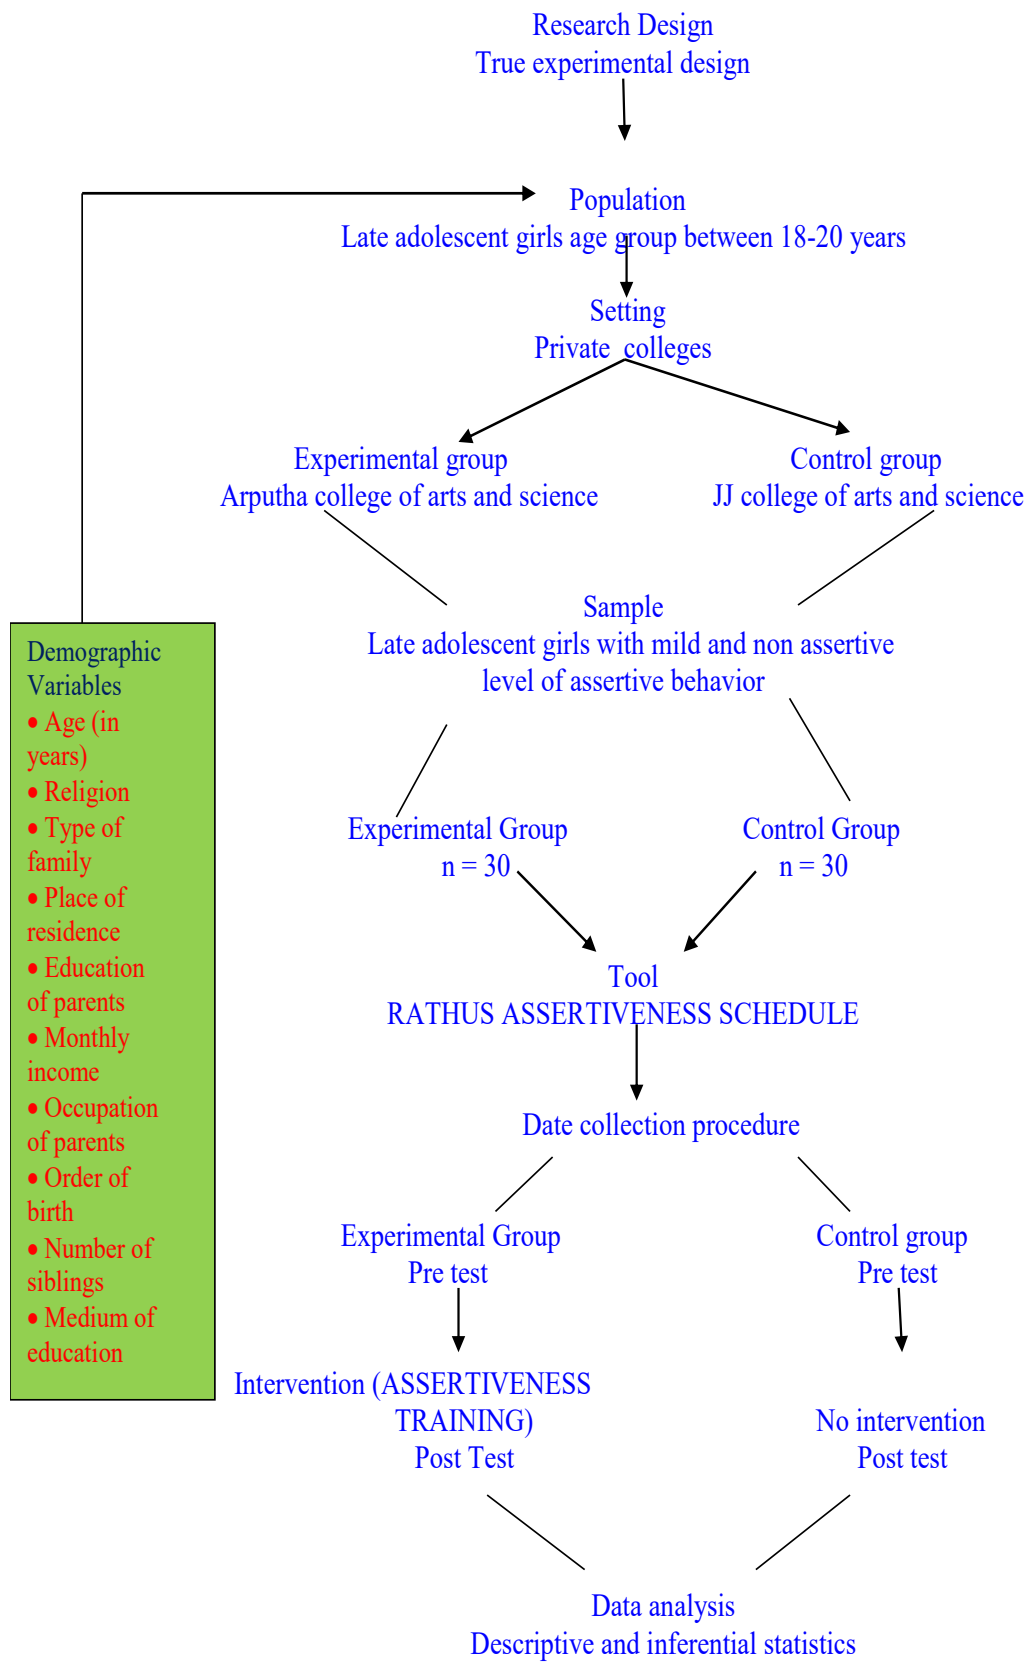 Research Design
True experimental design
Population
Late adolescent girls age group between 18-20 years
Setting
Private colleges
Experimental group
Arputha college of arts and science
Control group
JJ college of arts and science
Sample
Late adolescent girls with mild and non assertive
level of assertive behavior
Demographic
Variables
• Age (in
years)
• Religion
• Type of
family
• Place of
residence
• Education
of parents
• Monthly
income
• Occupation
of parents
• Order of
birth
• Number of
siblings
• Medium of
education
Experimental Group
n = 30
Control Group
n = 30
Tool
RATHUS ASSERTIVENESS SCHEDULE
Date collection procedure
Experimental Group
Pre test
Control group
Pre test
Intervention (ASSERTIVENESS
TRAINING)
Post Test
No intervention
Post test
Data analysis
Descriptive and inferential statistics